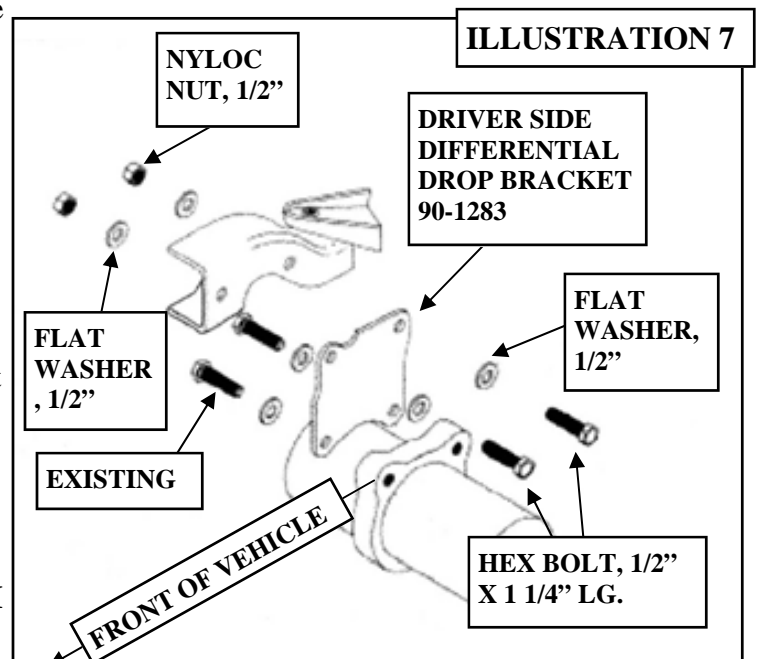 ILLUSTRATION 7
NYLOC
NUT, 1/2”
DRIVER SIDE
DIFFERENTIAL
DROP BRACKET
90-1283
FLAT
WASHER
, 1/2”
FLAT
WASHER,
1/2”
EXISTING
FRONT OF VEHICLE
HEX BOLT, 1/2”
X 1 1/4” LG.